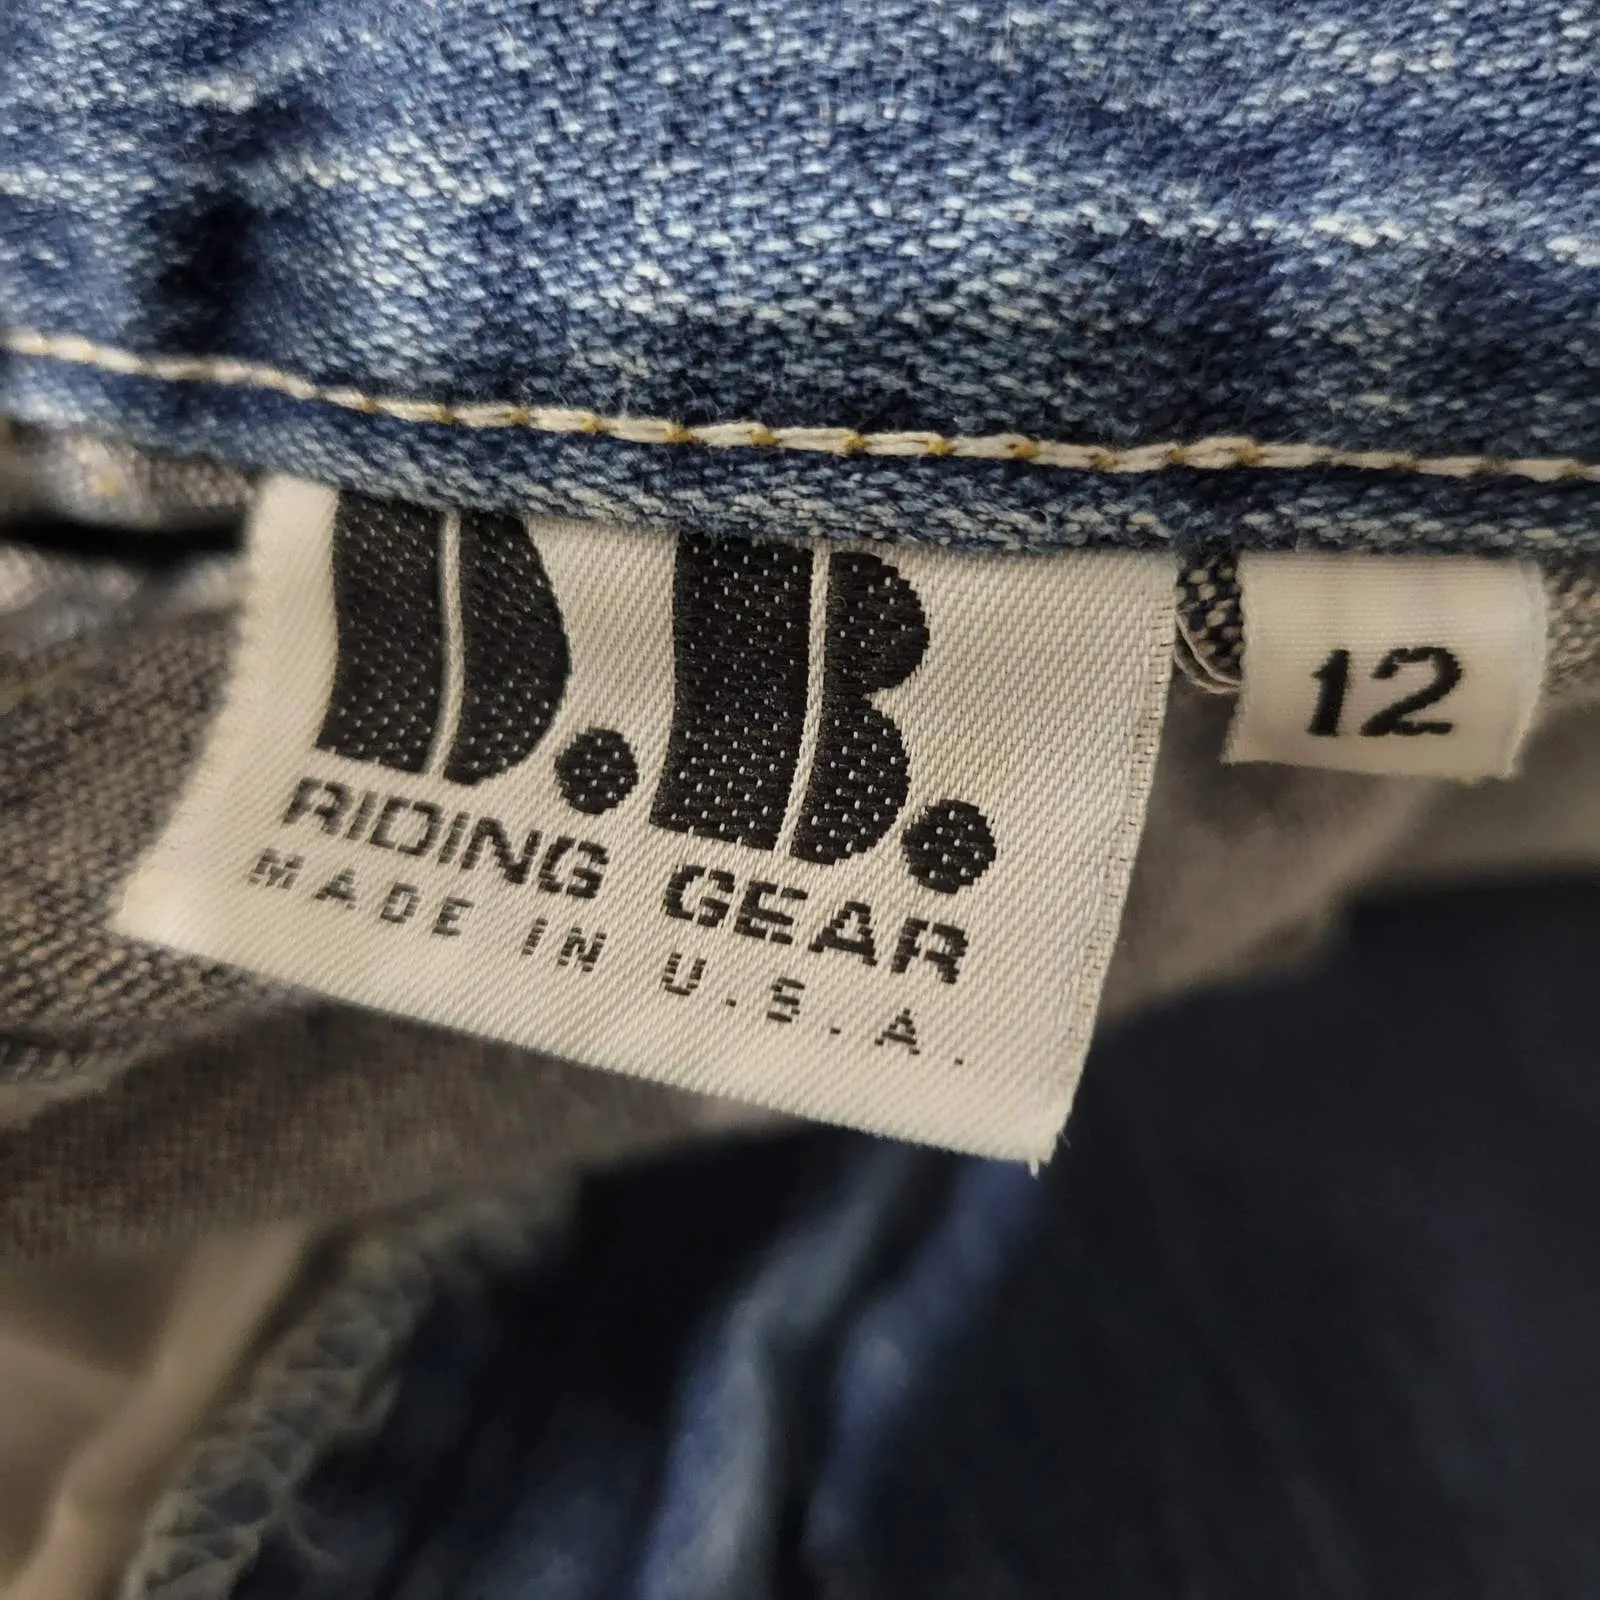 D.B.
RIDING GEAR
MADE IN U.S.A.
12